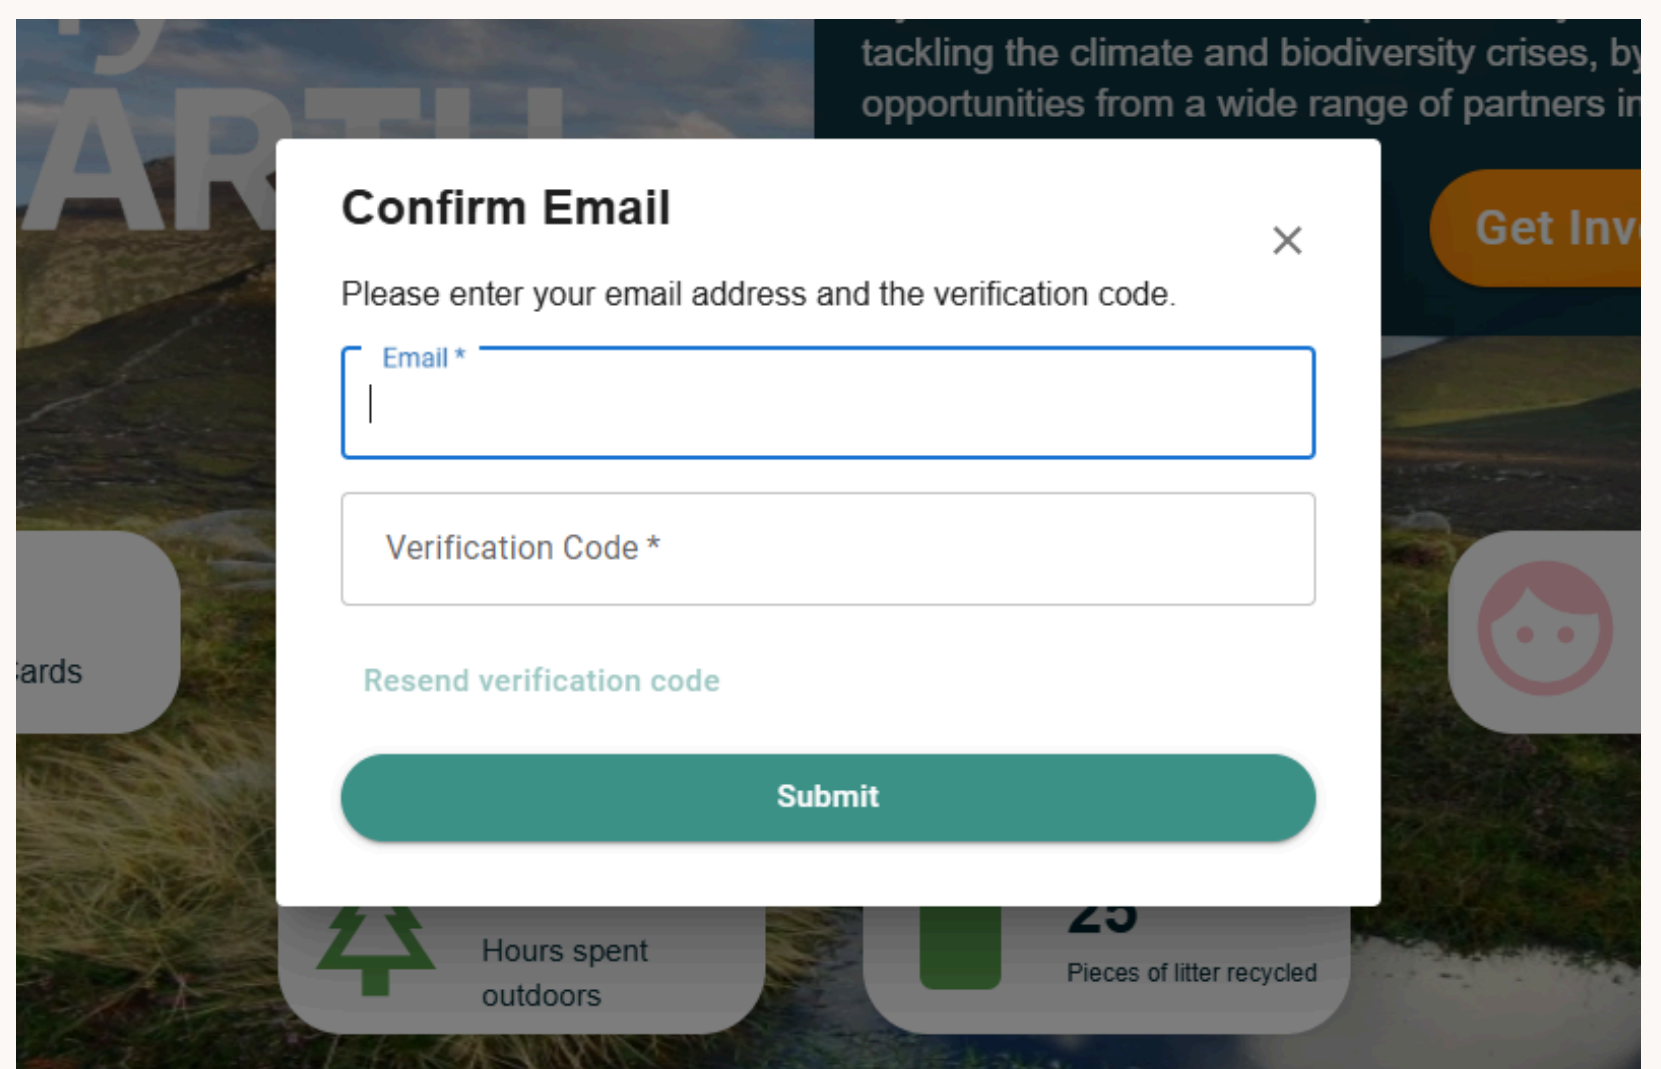 ARTH
tackling the climate and biodiversity crises, by
opportunities from a wide range of partners in
Get Inv
Confirm Email
Please enter your email address and the verification code.
Email *
Verification Code *
Resend verification code
Submit
ards
Hours spent
outdoors
25
Pieces of litter recycled